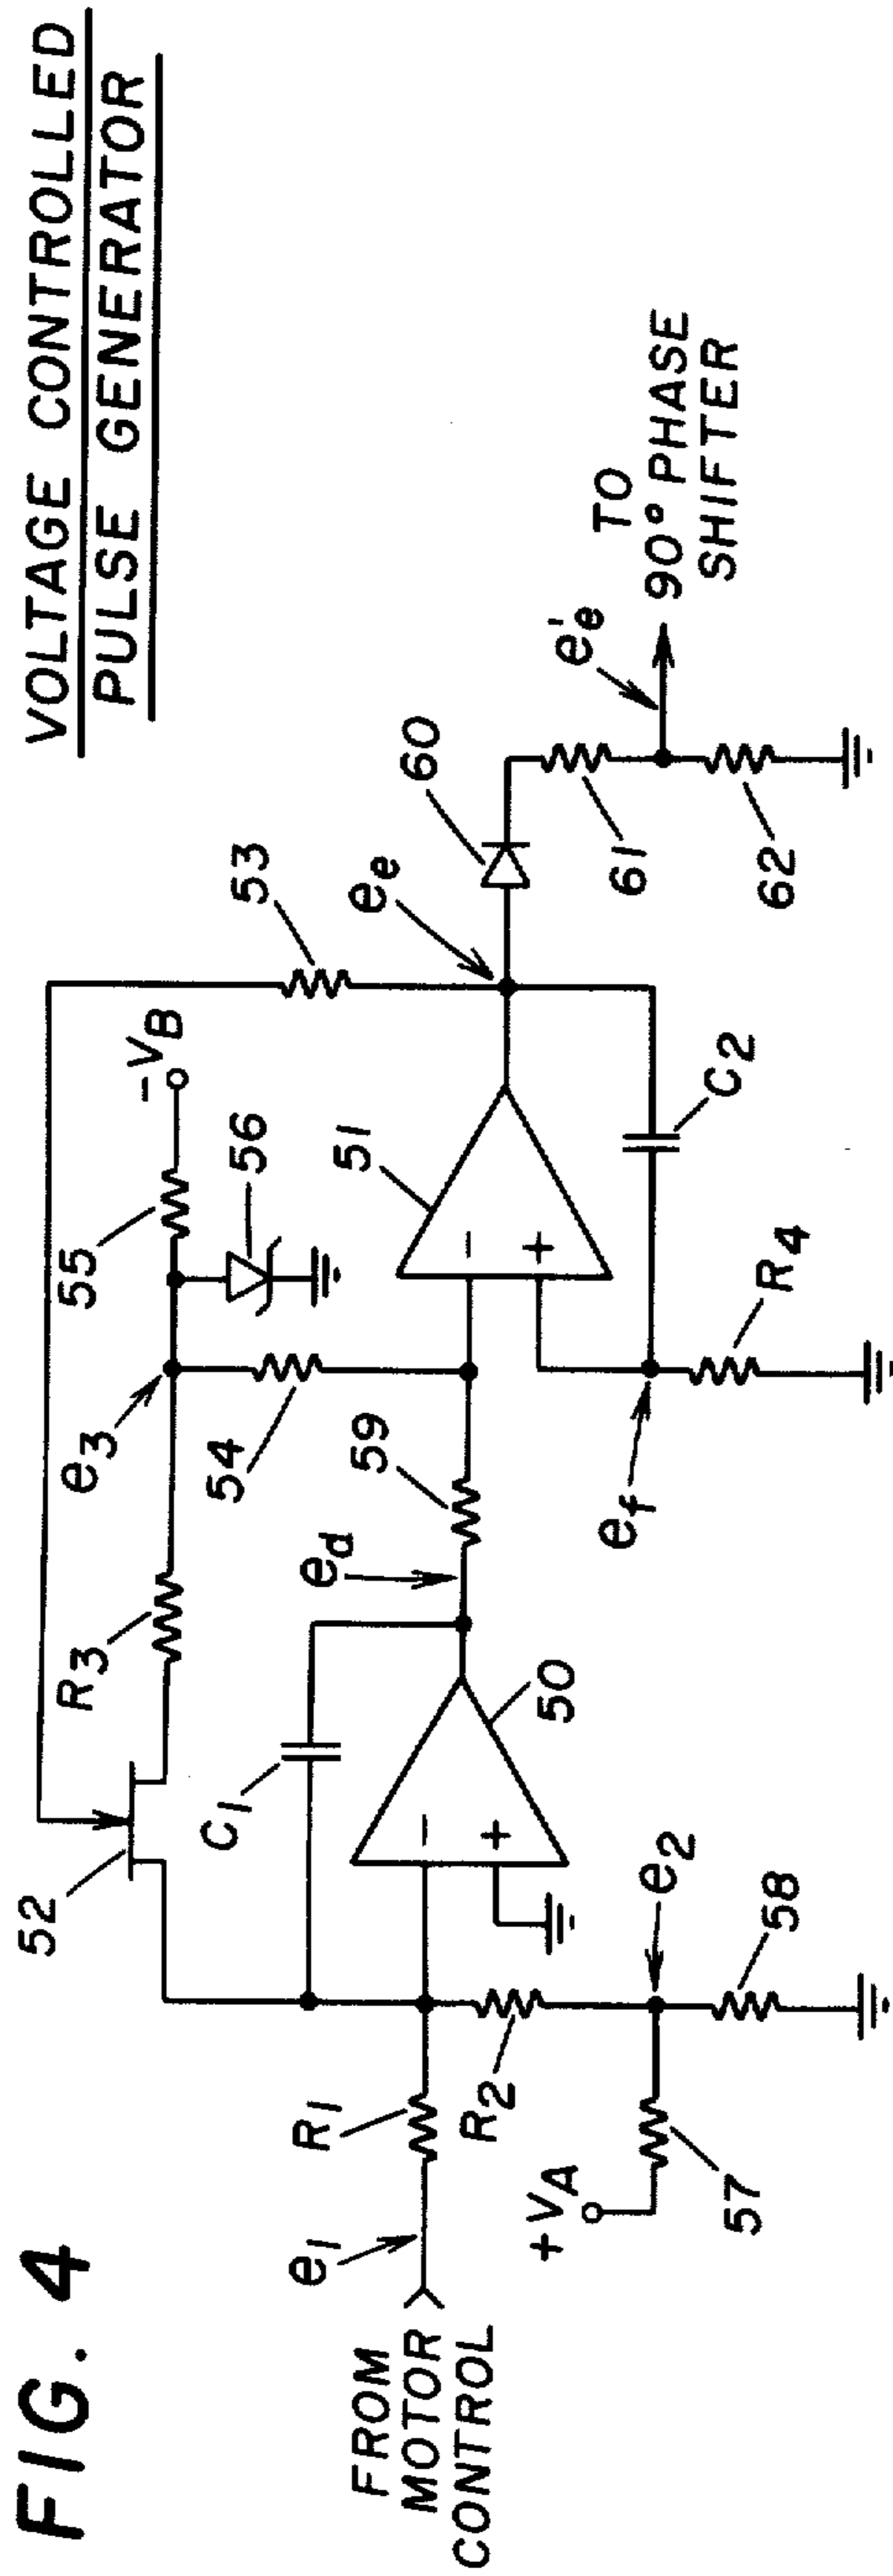 FIG. 4
VOLTAGE CONTROLLED
PULSE GENERATOR
52
R3
e3
55
-VB
53
C1
54
56
FROM
MOTOR
CONTROL
e1
R1
50
ed
59
51
ee
60
+VA
R2
57
e2
58
ef
R4
C2
61
62
e'e
TO
90° PHASE
SHIFTER